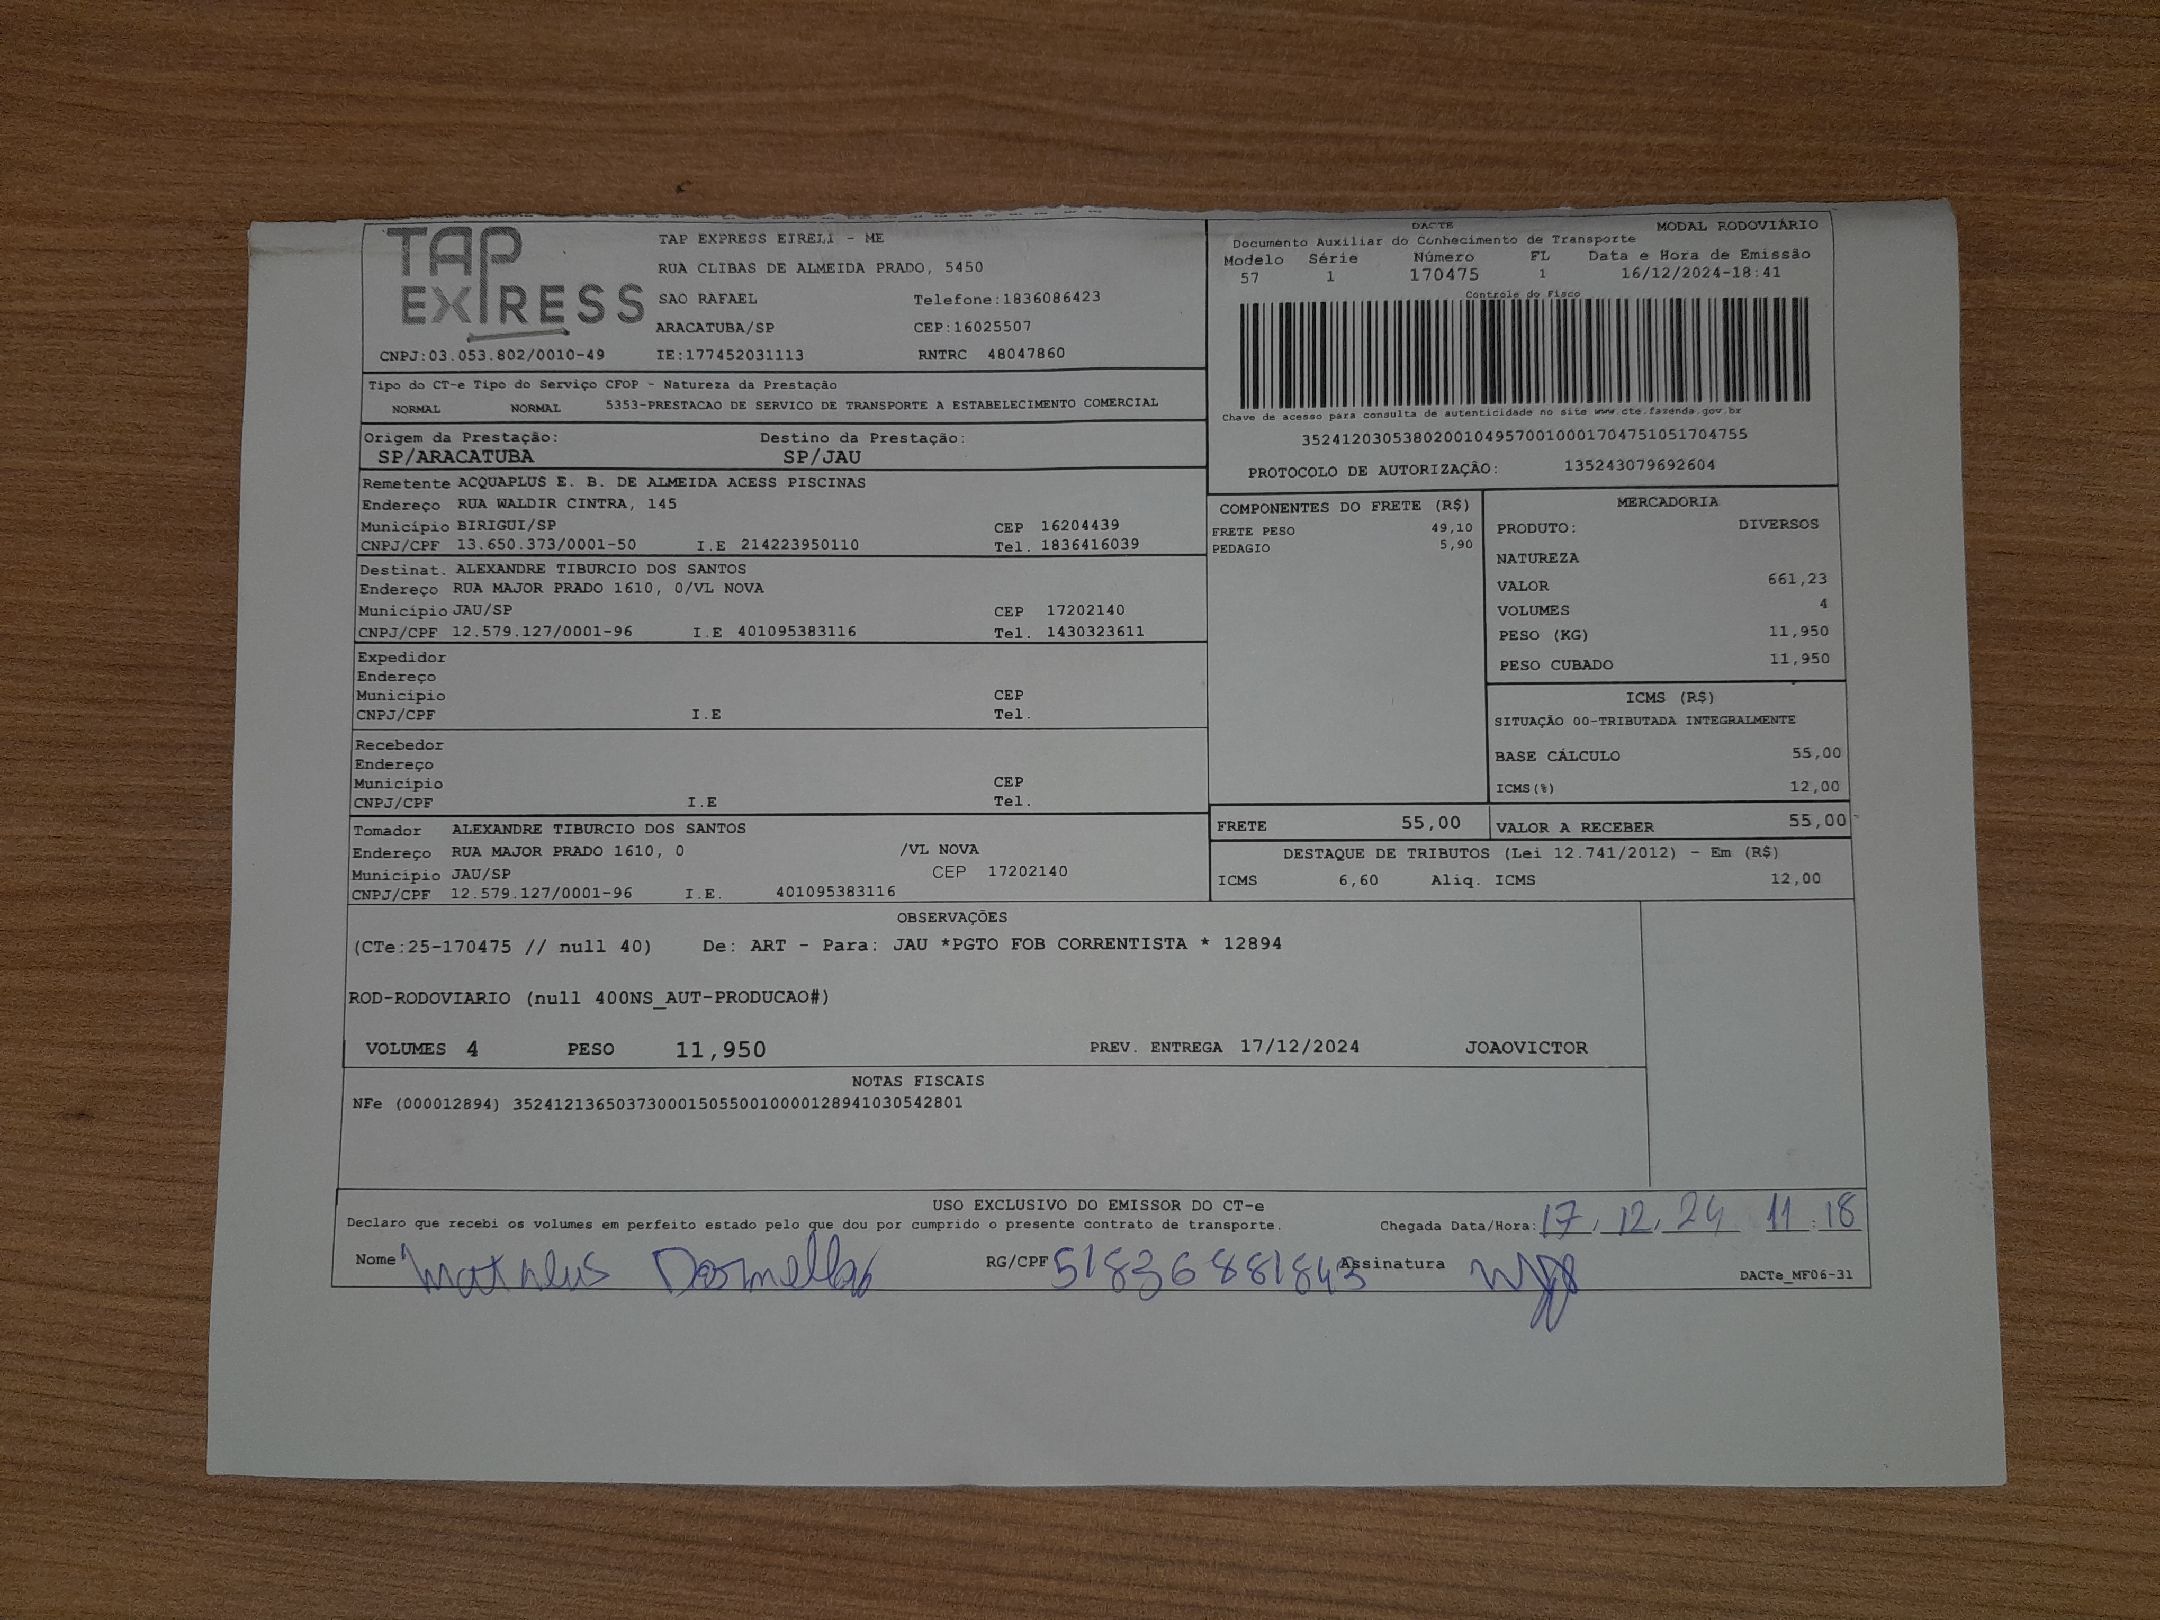 TAP EXPRESS
TAP EXPRESS EIRELI - ME
RUA CLIBAS DE ALMEIDA PRADO, 5450
SAO RAFAEL Telefone:1836086423
ARACATUBA/SP CEP:16025507
CNPJ:03.053.802/0010-49 IE:177452031113 RNTRC 48047860
DACTE MODAL RODOVIÁRIO
Documento Auxiliar do Conhecimento de Transporte
Modelo Série Número FL Data e Hora de Emissão
57 1 170475 1 16/12/2024-18:41
Controle do Fisco
Chave de acesso para consulta de autenticidade no site www.cte.fazenda.gov.br
35241203053802001049570010001704751051704755
PROTOCOLO DE AUTORIZAÇÃO: 135243079692604
Tipo do CT-e Tipo do Serviço CFOP - Natureza da Prestação
NORMAL NORMAL 5353-PRESTACAO DE SERVICO DE TRANSPORTE A ESTABELECIMENTO COMERCIAL
Origem da Prestação: Destino da Prestação:
SP/ARACATUBA SP/JAU
Remetente ACQUAPLUS E. B. DE ALMEIDA ACESS PISCINAS
Endereço RUA WALDIR CINTRA, 145
Município BIRIGUI/SP CEP 16204439
CNPJ/CPF 13.650.373/0001-50 I.E 214223950110 Tel. 1836416039
Destinat. ALEXANDRE TIBURCIO DOS SANTOS
Endereço RUA MAJOR PRADO 1610, 0/VL NOVA
Município JAU/SP CEP 17202140
CNPJ/CPF 12.579.127/0001-96 I.E 401095383116 Tel. 1430323611
Expedidor
Endereço
Município CEP
CNPJ/CPF I.E Tel.
Recebedor
Endereço
Município CEP
CNPJ/CPF I.E Tel.
Tomador ALEXANDRE TIBURCIO DOS SANTOS
Endereço RUA MAJOR PRADO 1610, 0 /VL NOVA
Município JAU/SP CEP 17202140
CNPJ/CPF 12.579.127/0001-96 I.E. 401095383116
COMPONENTES DO FRETE (R$)
FRETE PESO 49,10
PEDAGIO 5,90
MERCADORIA
PRODUTO: DIVERSOS
NATUREZA
VALOR 661,23
VOLUMES 4
PESO (KG) 11,950
PESO CUBADO 11,950
ICMS (R$)
SITUAÇÃO 00-TRIBUTADA INTEGRALMENTE
BASE CÁLCULO 55,00
ICMS(%) 12,00
FRETE 55,00 VALOR A RECEBER 55,00
DESTAQUE DE TRIBUTOS (Lei 12.741/2012) - Em (R$)
ICMS 6,60 Aliq. ICMS 12,00
OBSERVAÇÕES
(CTe:25-170475 // null 40) De: ART - Para: JAU *PGTO FOB CORRENTISTA * 12894
ROD-RODOVIARIO (null 400NS_AUT-PRODUCAO#)
VOLUMES 4 PESO 11,950 PREV. ENTREGA 17/12/2024 JOAOVICTOR
NOTAS FISCAIS
NFe (000012894) 35241213650373000150550010000128941030542801
USO EXCLUSIVO DO EMISSOR DO CT-e
Declaro que recebi os volumes em perfeito estado pelo que dou por cumprido o presente contrato de transporte. Chegada Data/Hora: 17.12.24 11:18
Nome Matheus RG/CPF 51836881843 Assinatura
DACTe_MF06-31